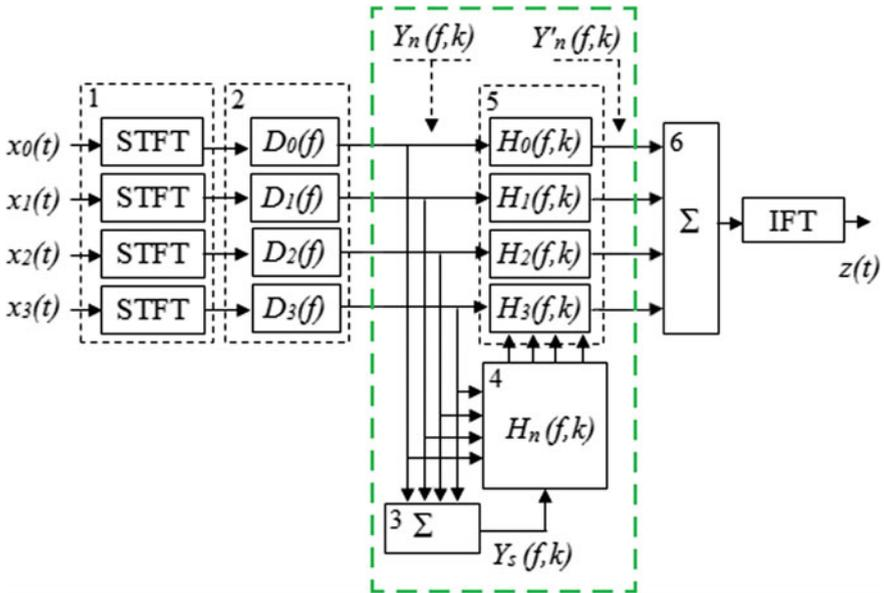 Yn(f,k) Y'n(f,k)
1 2 5
x0(t) STFT D0(f) H0(f,k) 6
x1(t) STFT D1(f) H1(f,k)
Σ IFT
x2(t) STFT D2(f) H2(f,k) z(t)
x3(t) STFT D3(f) H3(f,k)
4
Hn(f,k)
3 Σ
Ys(f,k)